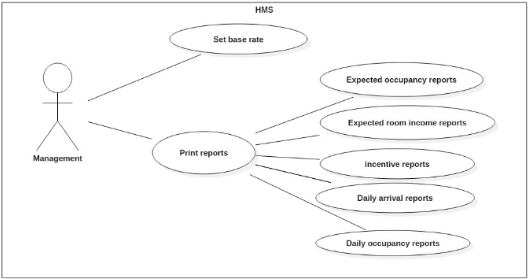 HMS
Set base rate
Expected occupancy reports
Expected room income reports
Print reports
incentive reports
Management
Daily arrival reports
Daily occupancy reports